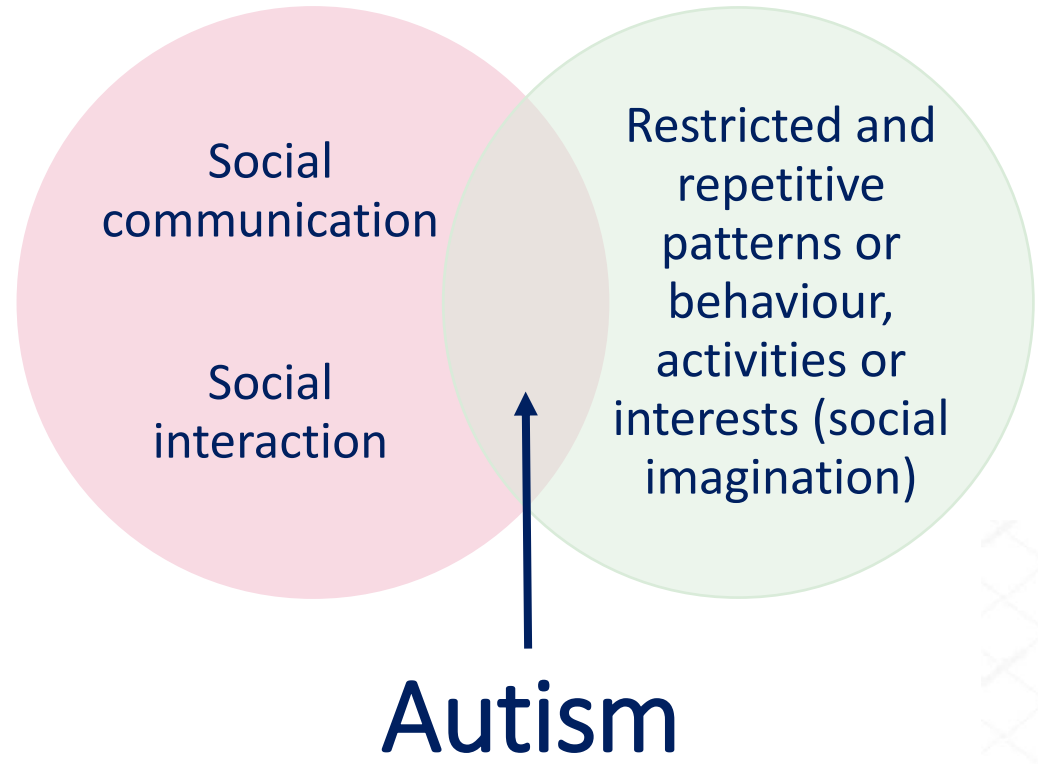 Social
communication
Social
interaction
Restricted and
repetitive
patterns or
behaviour,
activities or
interests (social
imagination)
Autism